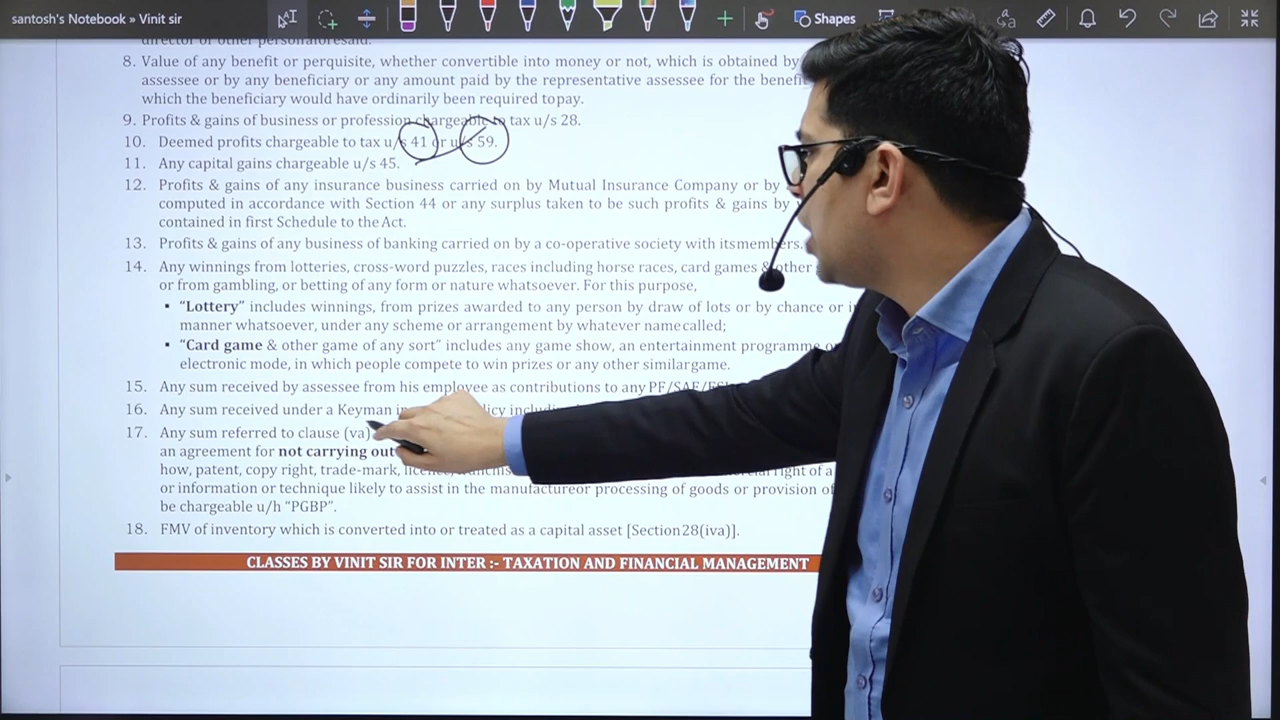 santosh's Notebook » Vinit sir
Shapes
director or other person aforesaid.
8. Value of any benefit or perquisite, whether convertible into money or not, which is obtained by
assessee or by any beneficiary or any amount paid by the representative assessee for the benefit
which the beneficiary would have ordinarily been required topay.
9. Profits & gains of business or profession chargeable to tax u/s 28.
10. Deemed profits chargeable to tax u/s 41 or u/s 59.
11. Any capital gains chargeable u/s 45.
12. Profits & gains of any insurance business carried on by Mutual Insurance Company or by
computed in accordance with Section 44 or any surplus taken to be such profits & gains by
contained in first Schedule to the Act.
13. Profits & gains of any business of banking carried on by a co-operative society with itsmembers.
14. Any winnings from lotteries, cross-word puzzles, races including horse races, card games & other
or from gambling, or betting of any form or nature whatsoever. For this purpose,
▪ “Lottery” includes winnings, from prizes awarded to any person by draw of lots or by chance or
manner whatsoever, under any scheme or arrangement by whatever namecalled;
▪ “Card game & other game of any sort” includes any game show, an entertainment programme
electronic mode, in which people compete to win prizes or any other similargame.
15. Any sum received by assessee from his employee as contributions to any PF/SAF/
16. Any sum received under a Keyman
17. Any sum referred to clause (va)
an agreement for not carrying out
how, patent, copy right, trade-mark, right of a
or information or technique likely to assist in the manufactureor processing of goods or provision of
be chargeable u/h “PGBP”.
18. FMV of inventory which is converted into or treated as a capital asset [Section28(iva)].
CLASSES BY VINIT SIR FOR INTER :- TAXATION AND FINANCIAL MANAGEMENT